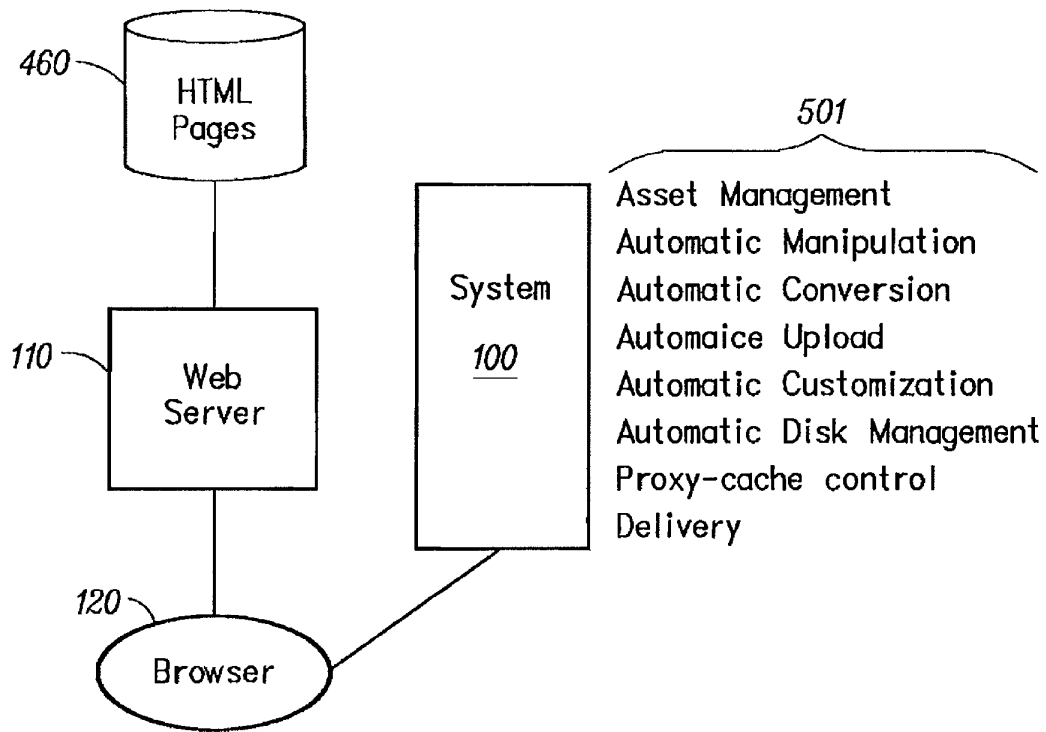 460
HTML
Pages
501
Asset Management
Automatic Manipulation
Automatic Conversion
Automaice Upload
Automatic Customization
Automatic Disk Management
Proxy-cache control
Delivery
System
100
110
Web
Server
120
Browser